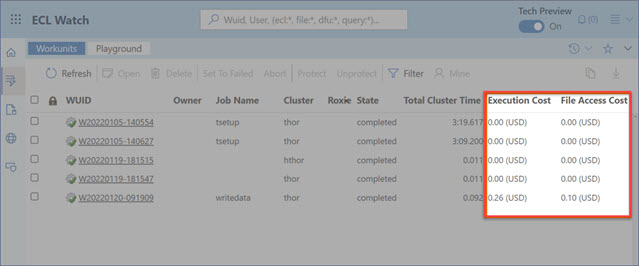 ECL Watch
Wuid, User, (ecl:*, file:*, dfu:*, query:*)...
Tech Preview
On
(0)
Workunits Playground
Refresh Open Delete Set To Failed Abort Protect Unprotect Filter Mine
WUID Owner Job Name Cluster Roxie State Total Cluster Time Execution Cost File Access Cost
W20220105-140554 tsetup thor completed 3:19.617 0.00 (USD) 0.00 (USD)
W20220105-140627 tsetup thor completed 3:09.200 0.00 (USD) 0.00 (USD)
W20220119-181515 hthor completed 0.011 0.00 (USD) 0.00 (USD)
W20220119-181547 thor completed 0.011 0.00 (USD) 0.00 (USD)
W20220120-091909 writedata thor completed 0.092 0.26 (USD) 0.10 (USD)